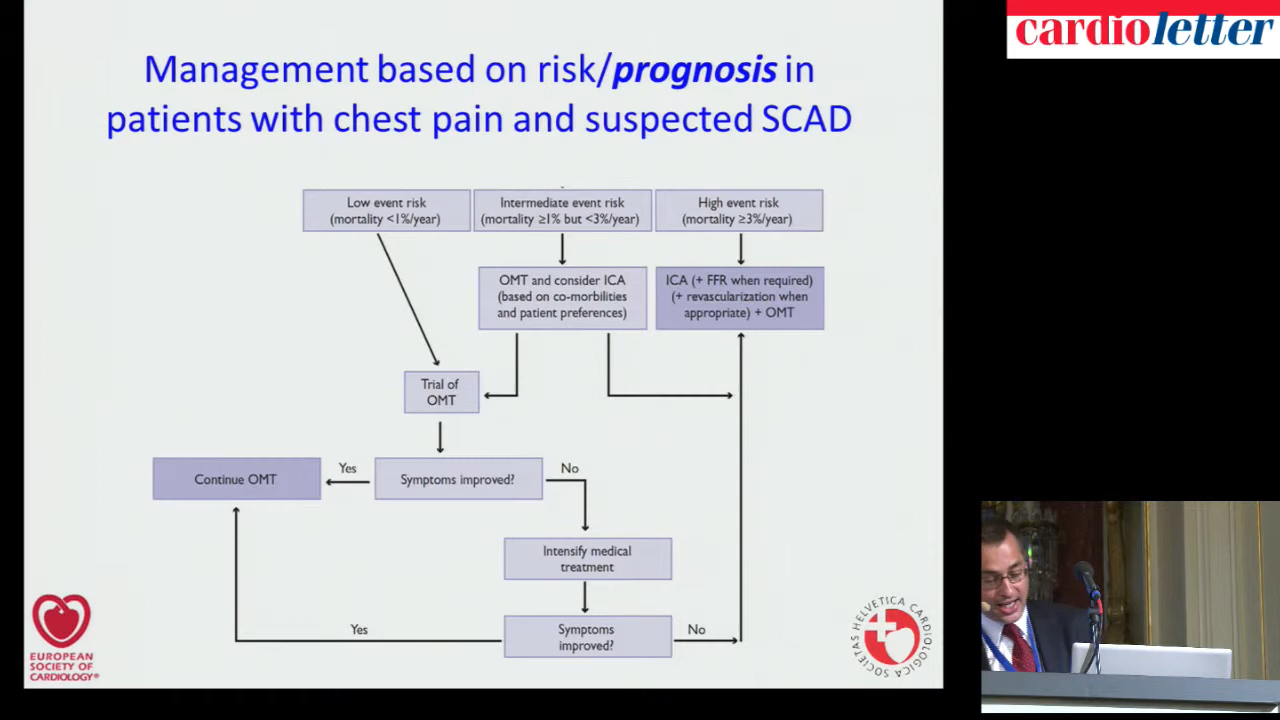 cardioletter
Management based on risk/prognosis in
patients with chest pain and suspected SCAD
Low event risk
(mortality <1%/year)
Intermediate event risk
(mortality ≥1% but <3%/year)
High event risk
(mortality ≥3%/year)
OMT and consider ICA
(based on co-morbilities
and patient preferences)
ICA (+ FFR when required)
(+ revascularization when
appropriate) + OMT
Trial of
OMT
Continue OMT
Yes
Symptoms improved?
No
Intensify medical
treatment
Yes
Symptoms
improved?
No
EUROPEAN
SOCIETY OF
CARDIOLOGY®
SOCIETAS HELVETICA CARDIOLOGICA